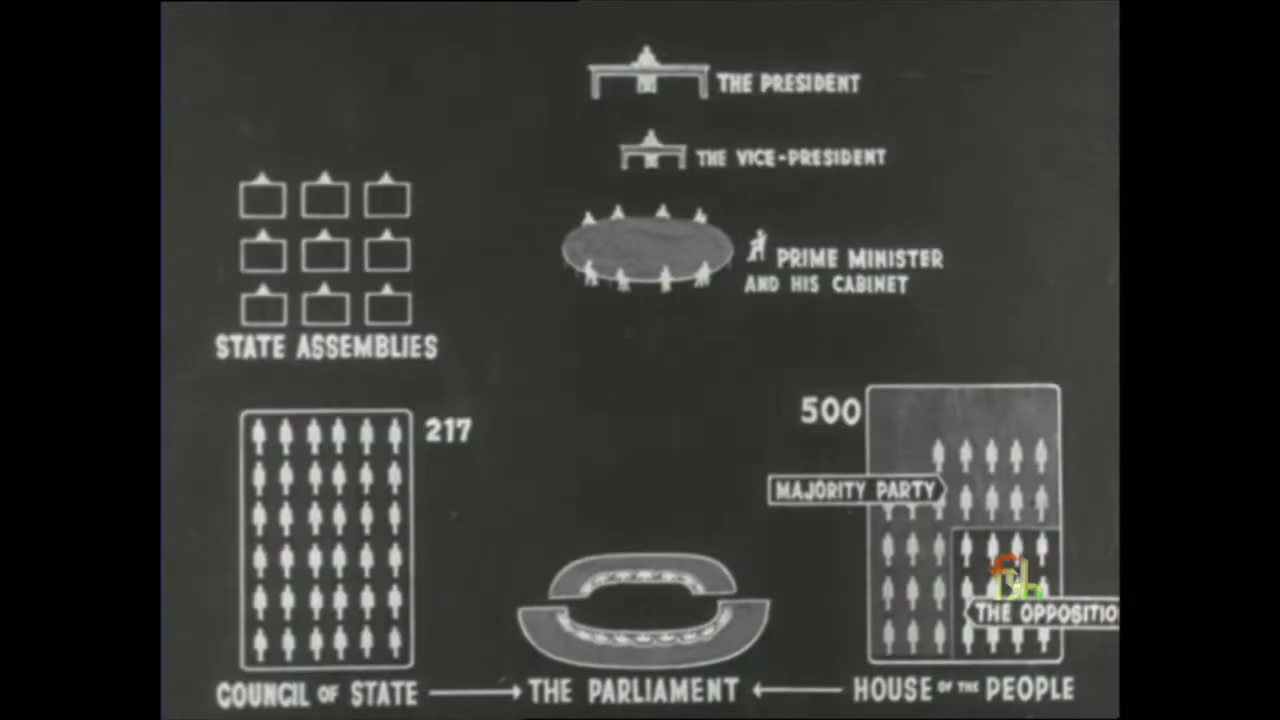 THE PRESIDENT
THE VICE-PRESIDENT
PRIME MINISTER
AND HIS CABINET
STATE ASSEMBLIES
217
500
MAJORITY PARTY
THE OPPOSITIO
COUNCIL OF STATE
THE PARLIAMENT
HOUSE OF THE PEOPLE